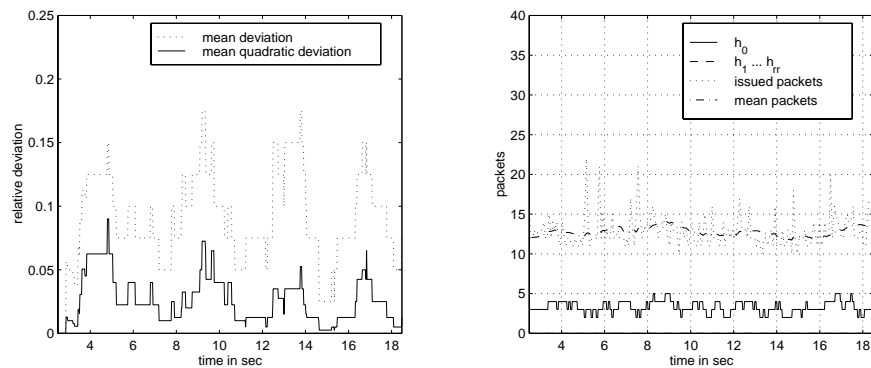 0.25
0.2
0.15
0.1
0.05
0
relative deviation
mean deviation
mean quadratic deviation
4 6 8 10 12 14 16 18
time in sec
40
35
30
25
20
15
10
5
0
packets
h0
h1 ... hrr
issued packets
mean packets
4 6 8 10 12 14 16 18
time in sec